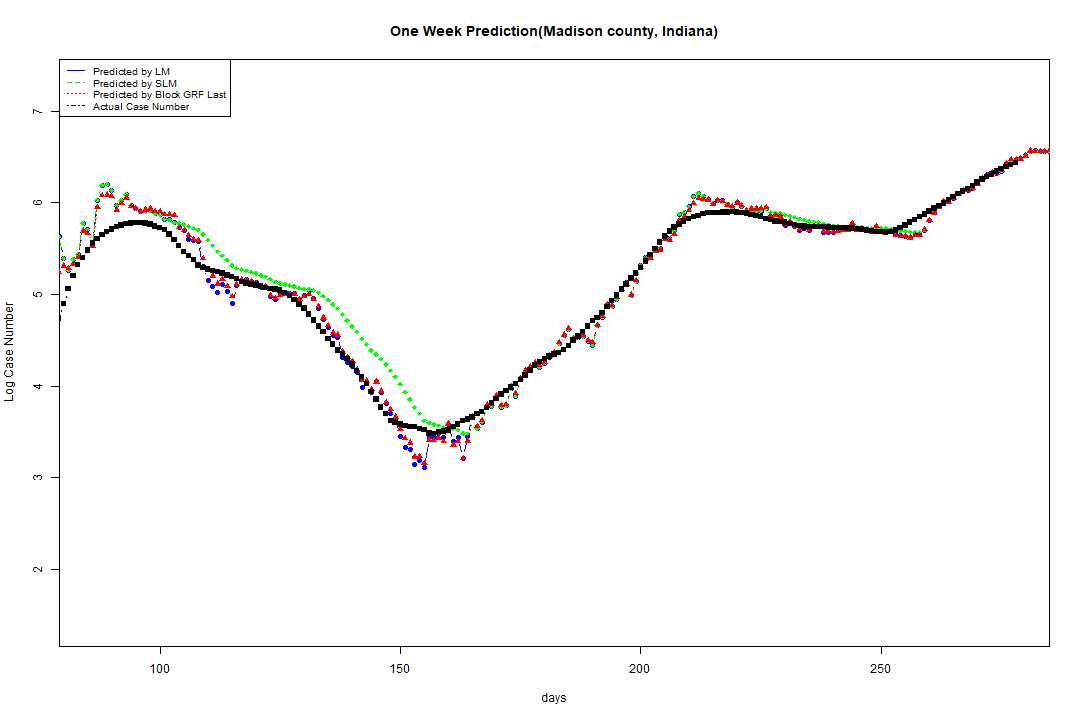 One Week Prediction(Madison county, Indiana)
Predicted by LM
Predicted by SLM
Predicted by Block GRF Last
Actual Case Number
7
6
5
4
3
2
Log Case Number
100 150 200 250
days